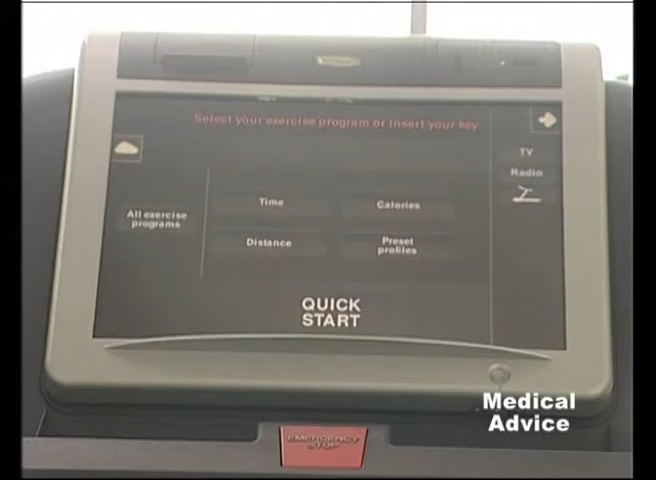 Select your exercise program or insert your key
TV
Radio
All exercise
programs
Time
Calories
Distance
Preset
profiles
QUICK
START
Medical
Advice
EMERGENCY
STOP